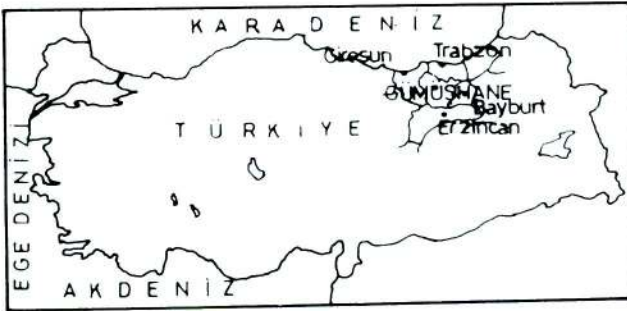 KARADENİZ
Giresun
Trabzon
GÜMÜŞHANE
Bayburt
Erzincan
TÜRKİYE
EGE DENİZİ
AKDENİZ